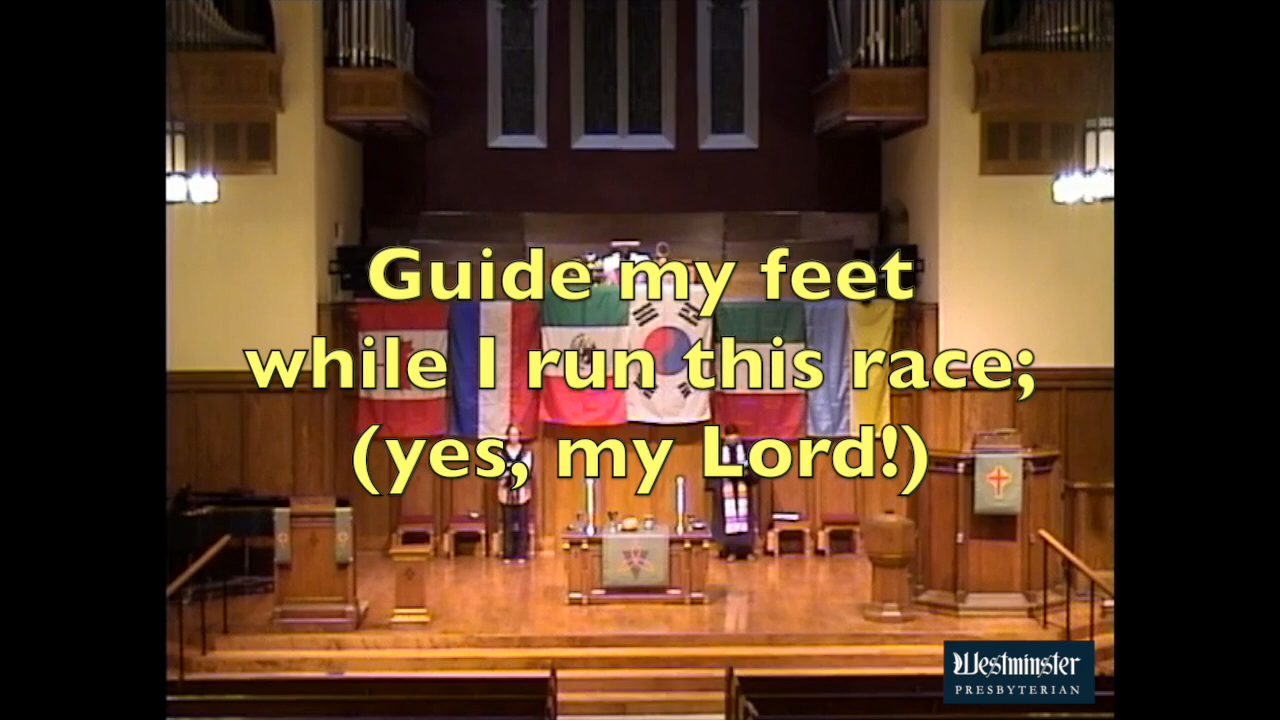 Guide my feet
while I run this race;
(yes, my Lord!)
Westminster
PRESBYTERIAN